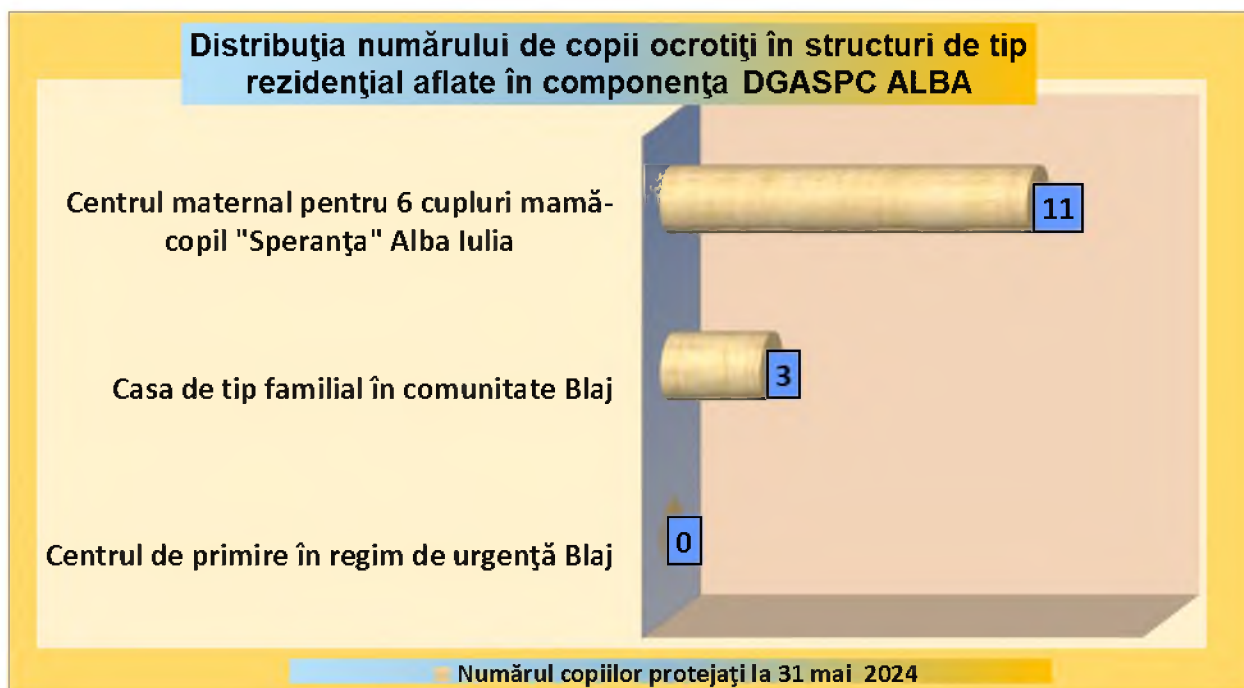 Distribuţia numărului de copii ocrotiţi în structuri de tip
rezidenţial aflate în componenţa DGASPC ALBA
Centrul maternal pentru 6 cupluri mamă-
copil "Speranţa" Alba Iulia
11
Casa de tip familial în comunitate Blaj
3
Centrul de primire în regim de urgenţă Blaj
0
Numărul copiilor protejaţi la 31 mai 2024